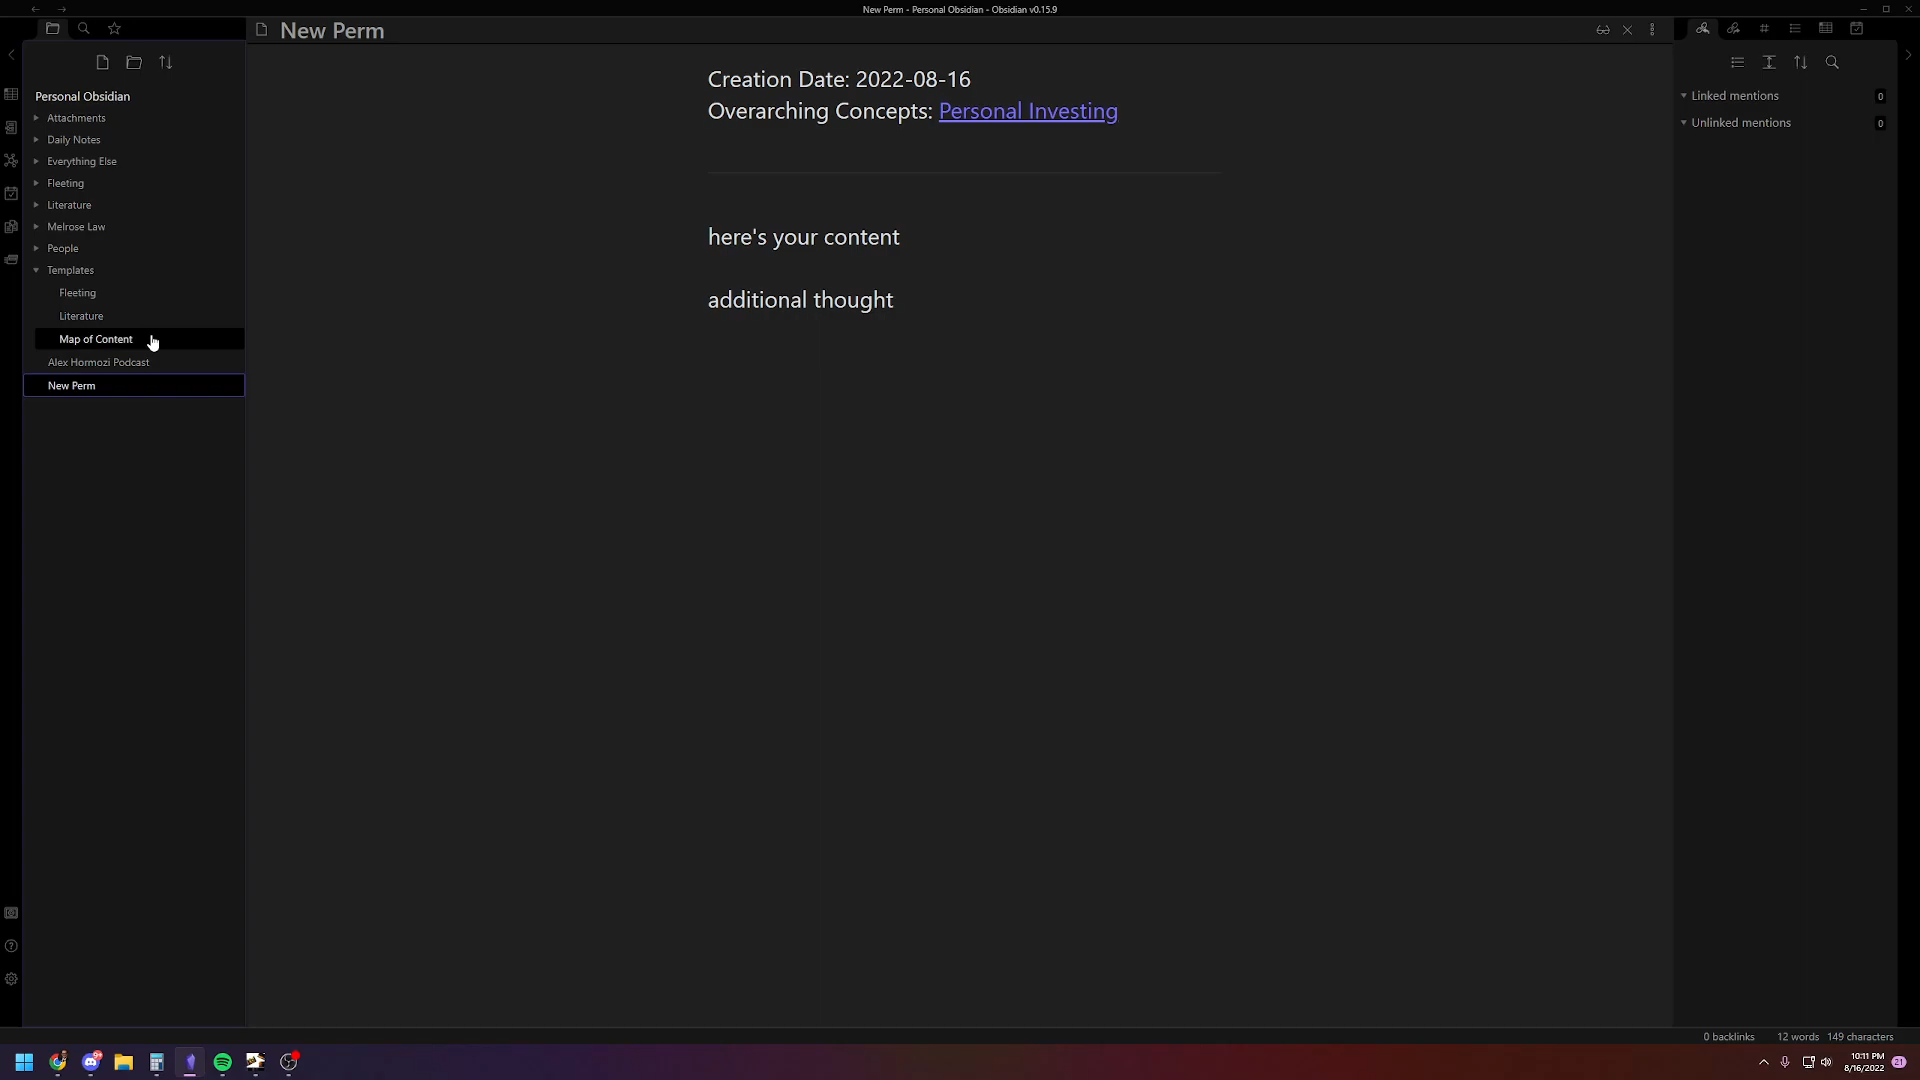 New Perm - Personal Obsidian - Obsidian v0.15.9
New Perm
Personal Obsidian
Attachments
Daily Notes
Everything Else
Fleeting
Literature
Melrose Law
People
Templates
Fleeting
Literature
Map of Content
Alex Hormozi Podcast
New Perm
Creation Date: 2022-08-16
Overarching Concepts: Personal Investing
here's your content
additional thought
Linked mentions 0
Unlinked mentions 0
0 backlinks 12 words 149 characters
10:11 PM
8/16/2022
21